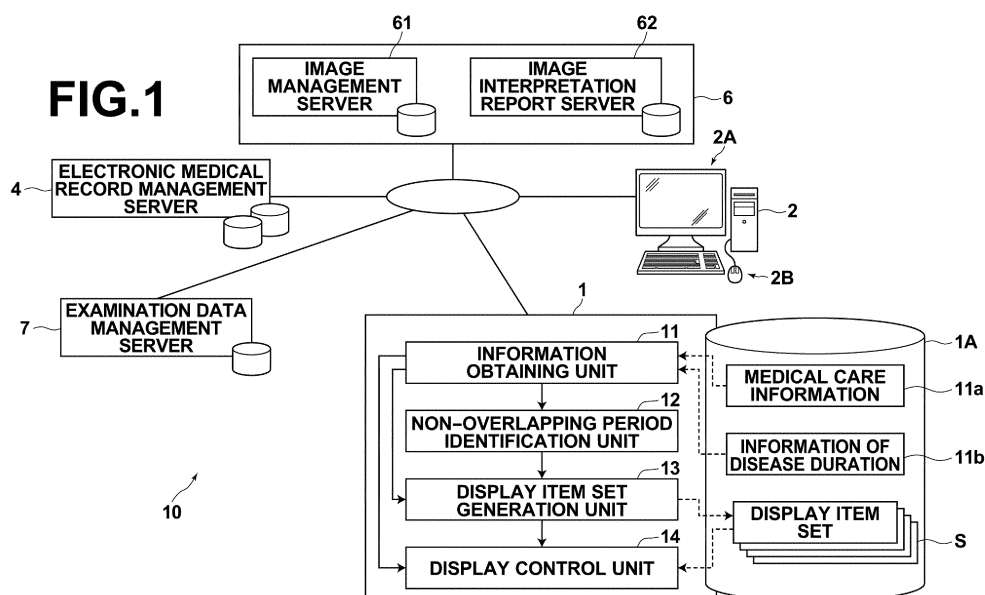 FIG.1
61
62
IMAGE
MANAGEMENT
SERVER
IMAGE
INTERPRETATION
REPORT SERVER
6
2A
4
ELECTRONIC MEDICAL
RECORD MANAGEMENT
SERVER
2
2B
7
EXAMINATION DATA
MANAGEMENT
SERVER
1
1A
11
INFORMATION
OBTAINING UNIT
MEDICAL CARE
INFORMATION
11a
12
NON-OVERLAPPING PERIOD
IDENTIFICATION UNIT
INFORMATION OF
DISEASE DURATION
11b
13
DISPLAY ITEM SET
GENERATION UNIT
DISPLAY ITEM
SET
S
10
14
DISPLAY CONTROL UNIT